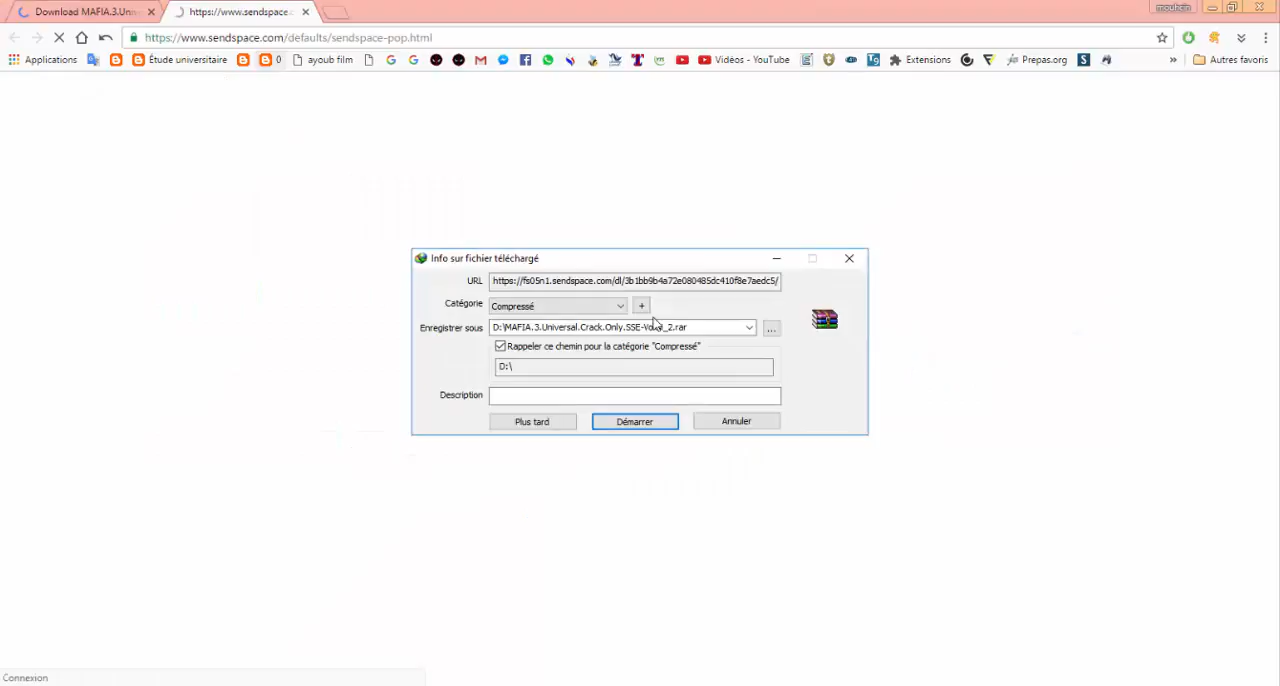 Download MAFIA.3.Univ
https://www.sendspace.c
mouhcin
https://www.sendspace.com/defaults/sendspace-pop.html
Applications
Étude universitaire
0
ayoub film
Vidéos - YouTube
Extensions
Prepas.org
»
Autres favoris
Info sur fichier téléchargé
URL https://fs05n1.sendspace.com/dl/3b1bb9b4a72e080485dc410f8e7aedc5/
Catégorie Compressé +
Enregistrer sous D:\MAFIA.3.Universal.Crack.Only.SSE- _2.rar ...
Rappeler ce chemin pour la catégorie "Compressé"
D:\
Description
Plus tard Démarrer Annuler
Connexion